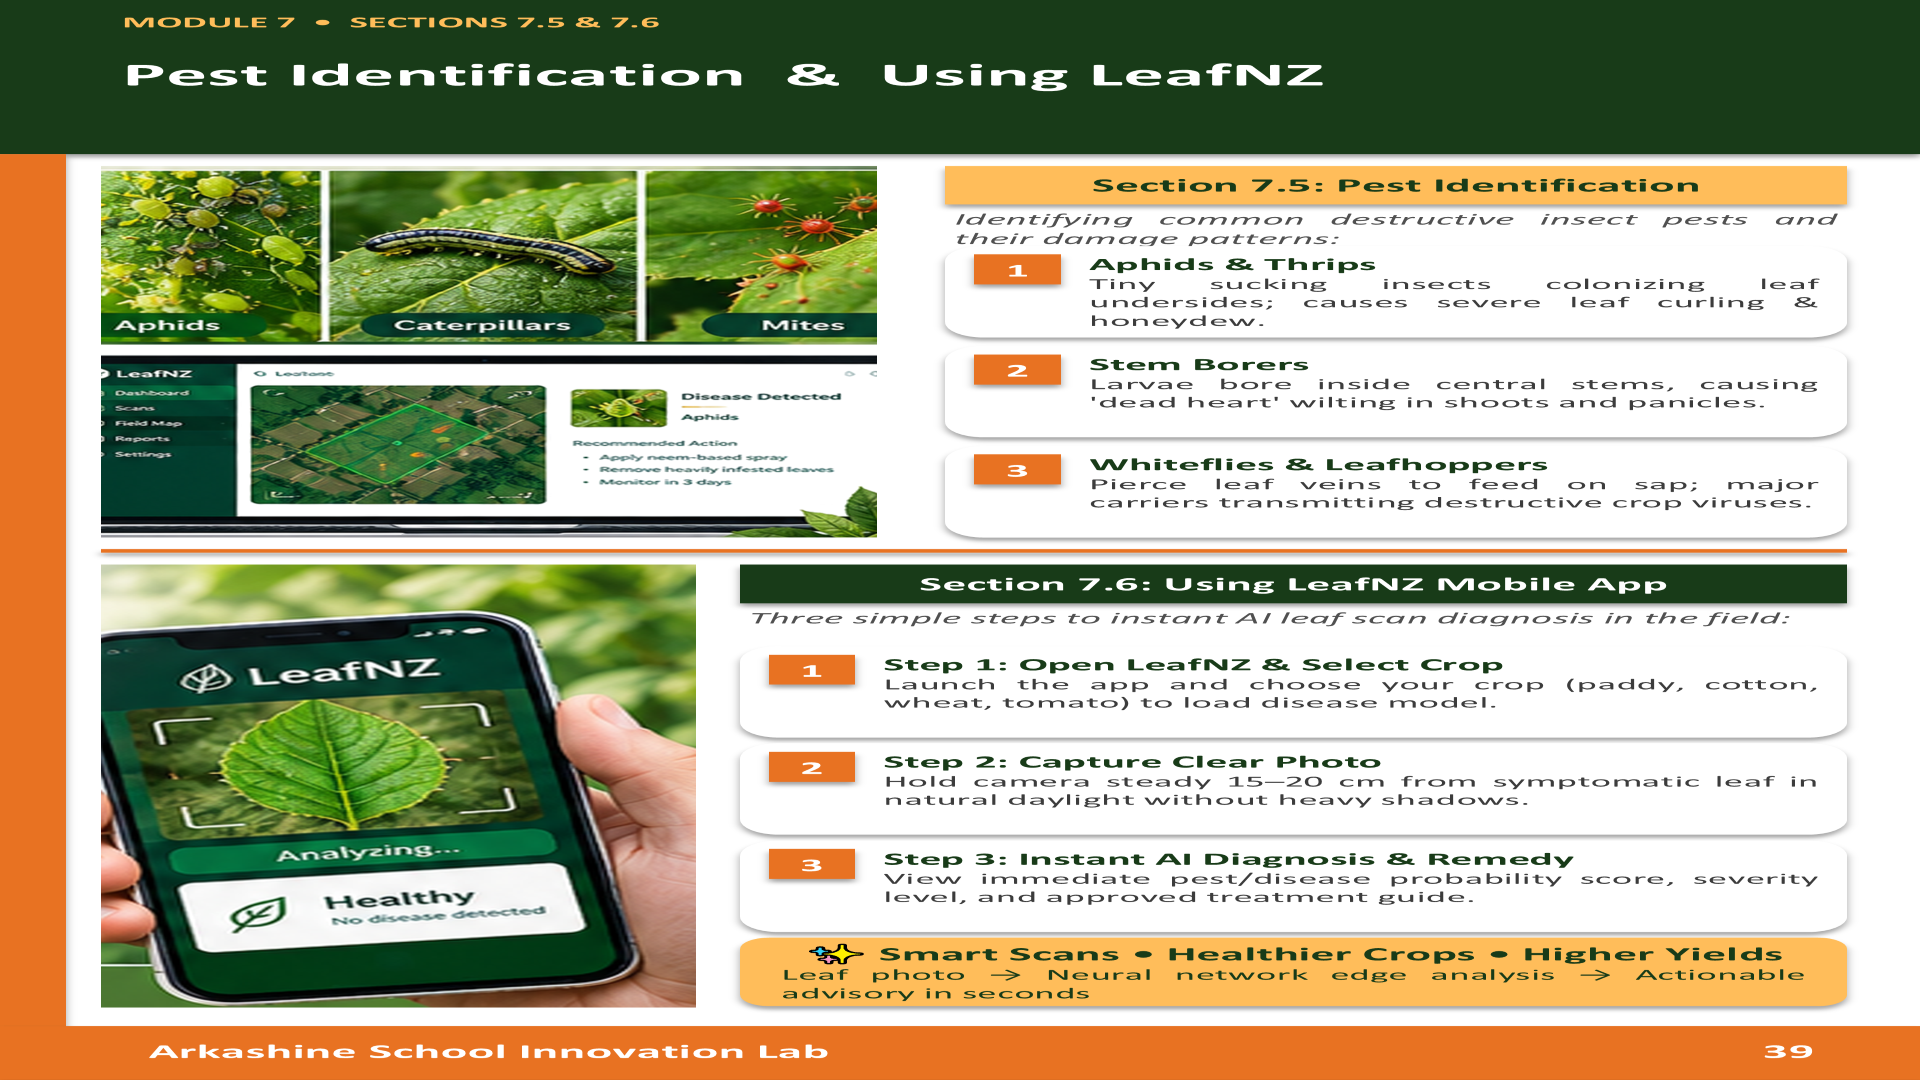 MODULE 7 • SECTIONS 7.5 & 7.6
Pest Identification & Using LeafNZ
Aphids
Caterpillars
Mites
LeafNZ
Dashboard
Scans
Field Map
Reports
Settings
Disease Detected
Aphids
Recommended Action
• Apply neem-based spray
• Remove heavily infested leaves
• Monitor in 3 days
Section 7.5: Pest Identification
Identifying common destructive insect pests and
their damage patterns:
1
Aphids & Thrips
Tiny sucking insects colonizing leaf
undersides; causes severe leaf curling &
honeydew.
2
Stem Borers
Larvae bore inside central stems, causing
'dead heart' wilting in shoots and panicles.
3
Whiteflies & Leafhoppers
Pierce leaf veins to feed on sap; major
carriers transmitting destructive crop viruses.
LeafNZ
Analyzing...
Healthy
No disease detected
Section 7.6: Using LeafNZ Mobile App
Three simple steps to instant AI leaf scan diagnosis in the field:
1
Step 1: Open LeafNZ & Select Crop
Launch the app and choose your crop (paddy, cotton,
wheat, tomato) to load disease model.
2
Step 2: Capture Clear Photo
Hold camera steady 15–20 cm from symptomatic leaf in
natural daylight without heavy shadows.
3
Step 3: Instant AI Diagnosis & Remedy
View immediate pest/disease probability score, severity
level, and approved treatment guide.
✨ Smart Scans • Healthier Crops • Higher Yields
Leaf photo → Neural network edge analysis → Actionable
advisory in seconds
Arkashine School Innovation Lab
39